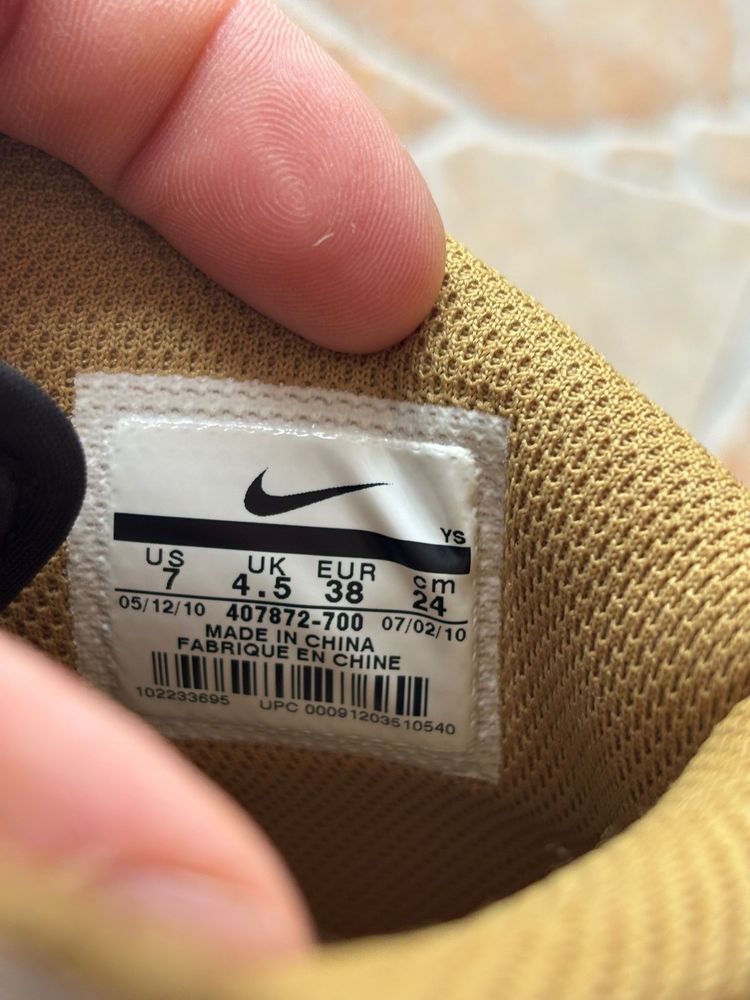 YS
US UK EUR cm
7 4.5 38 24
05/12/10 407872-700 07/02/10
MADE IN CHINA
FABRIQUE EN CHINE
102233695 UPC 00091203510540